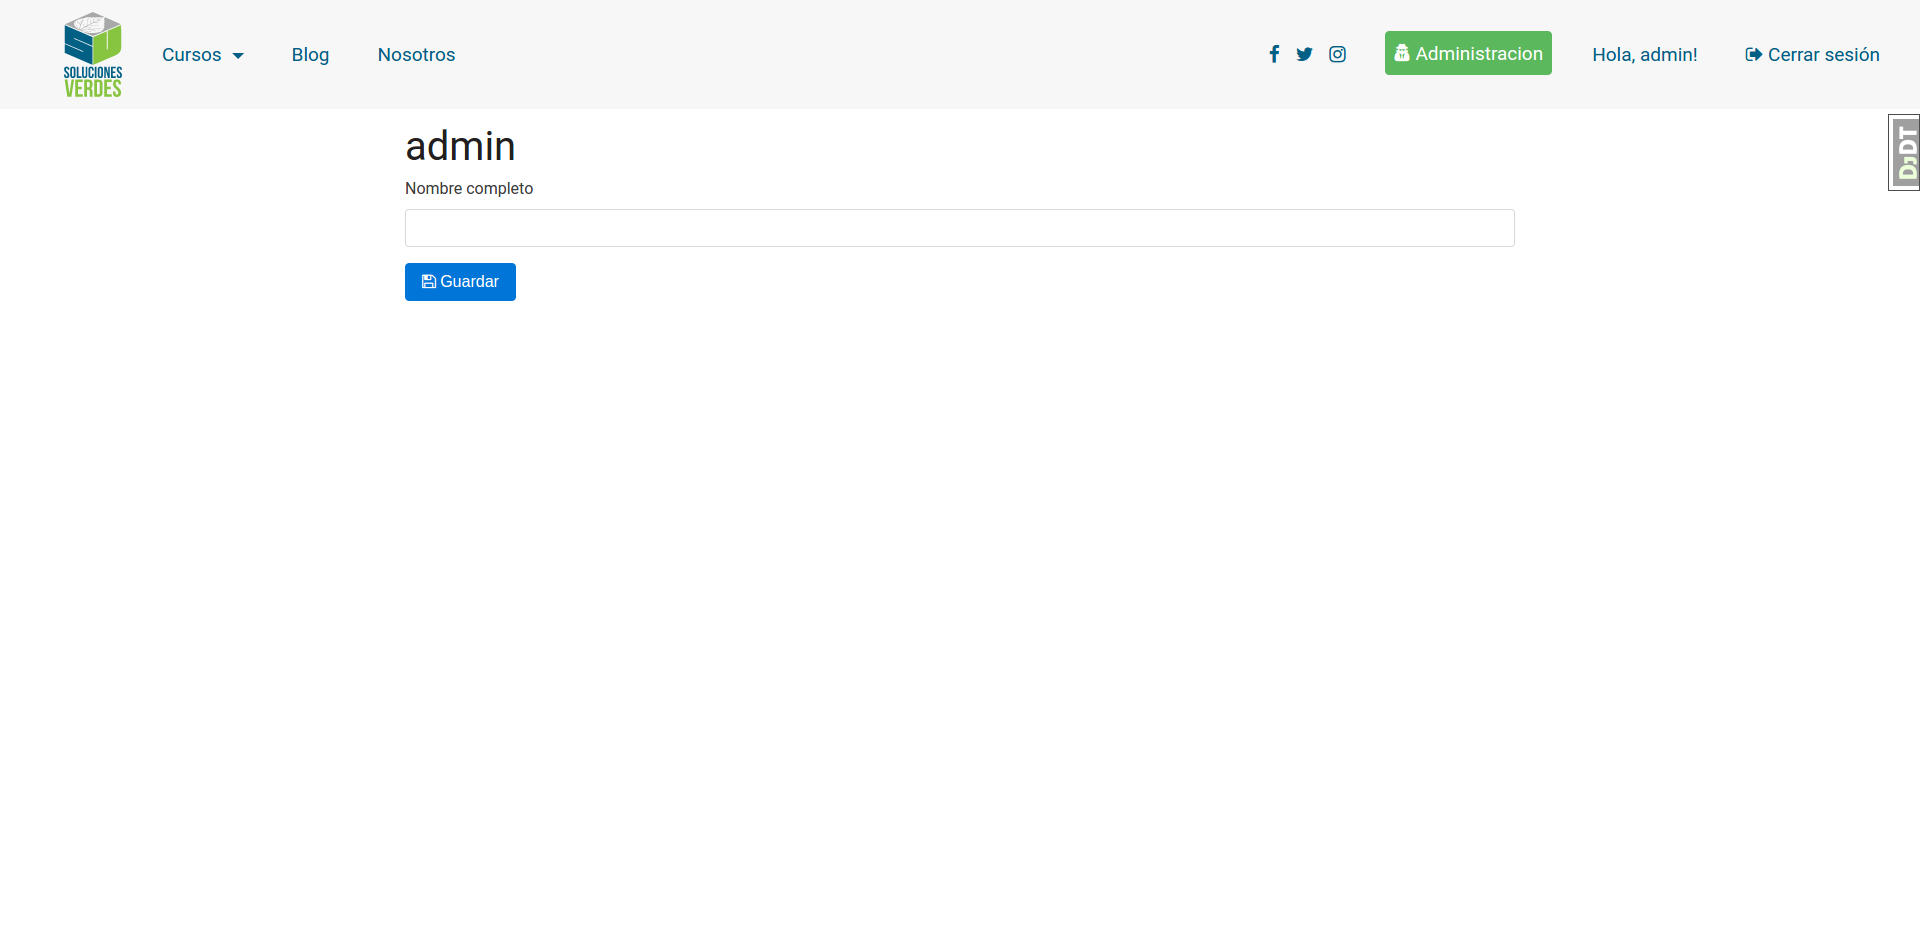 SOLUCIONES
VERDES
Cursos
Blog
Nosotros
Administracion
Hola, admin!
Cerrar sesión
DJDT
admin
Nombre completo
Guardar